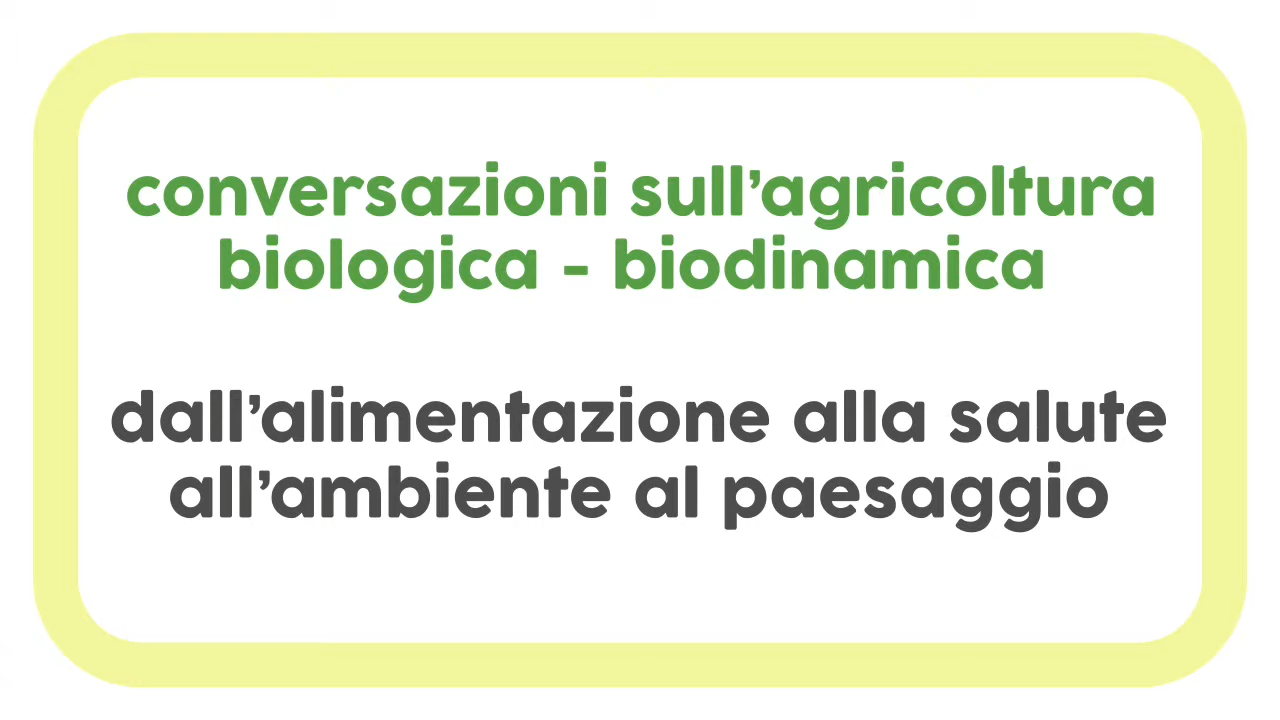 conversazioni sull’agricoltura
biologica - biodinamica
dall’alimentazione alla salute
all’ambiente al paesaggio